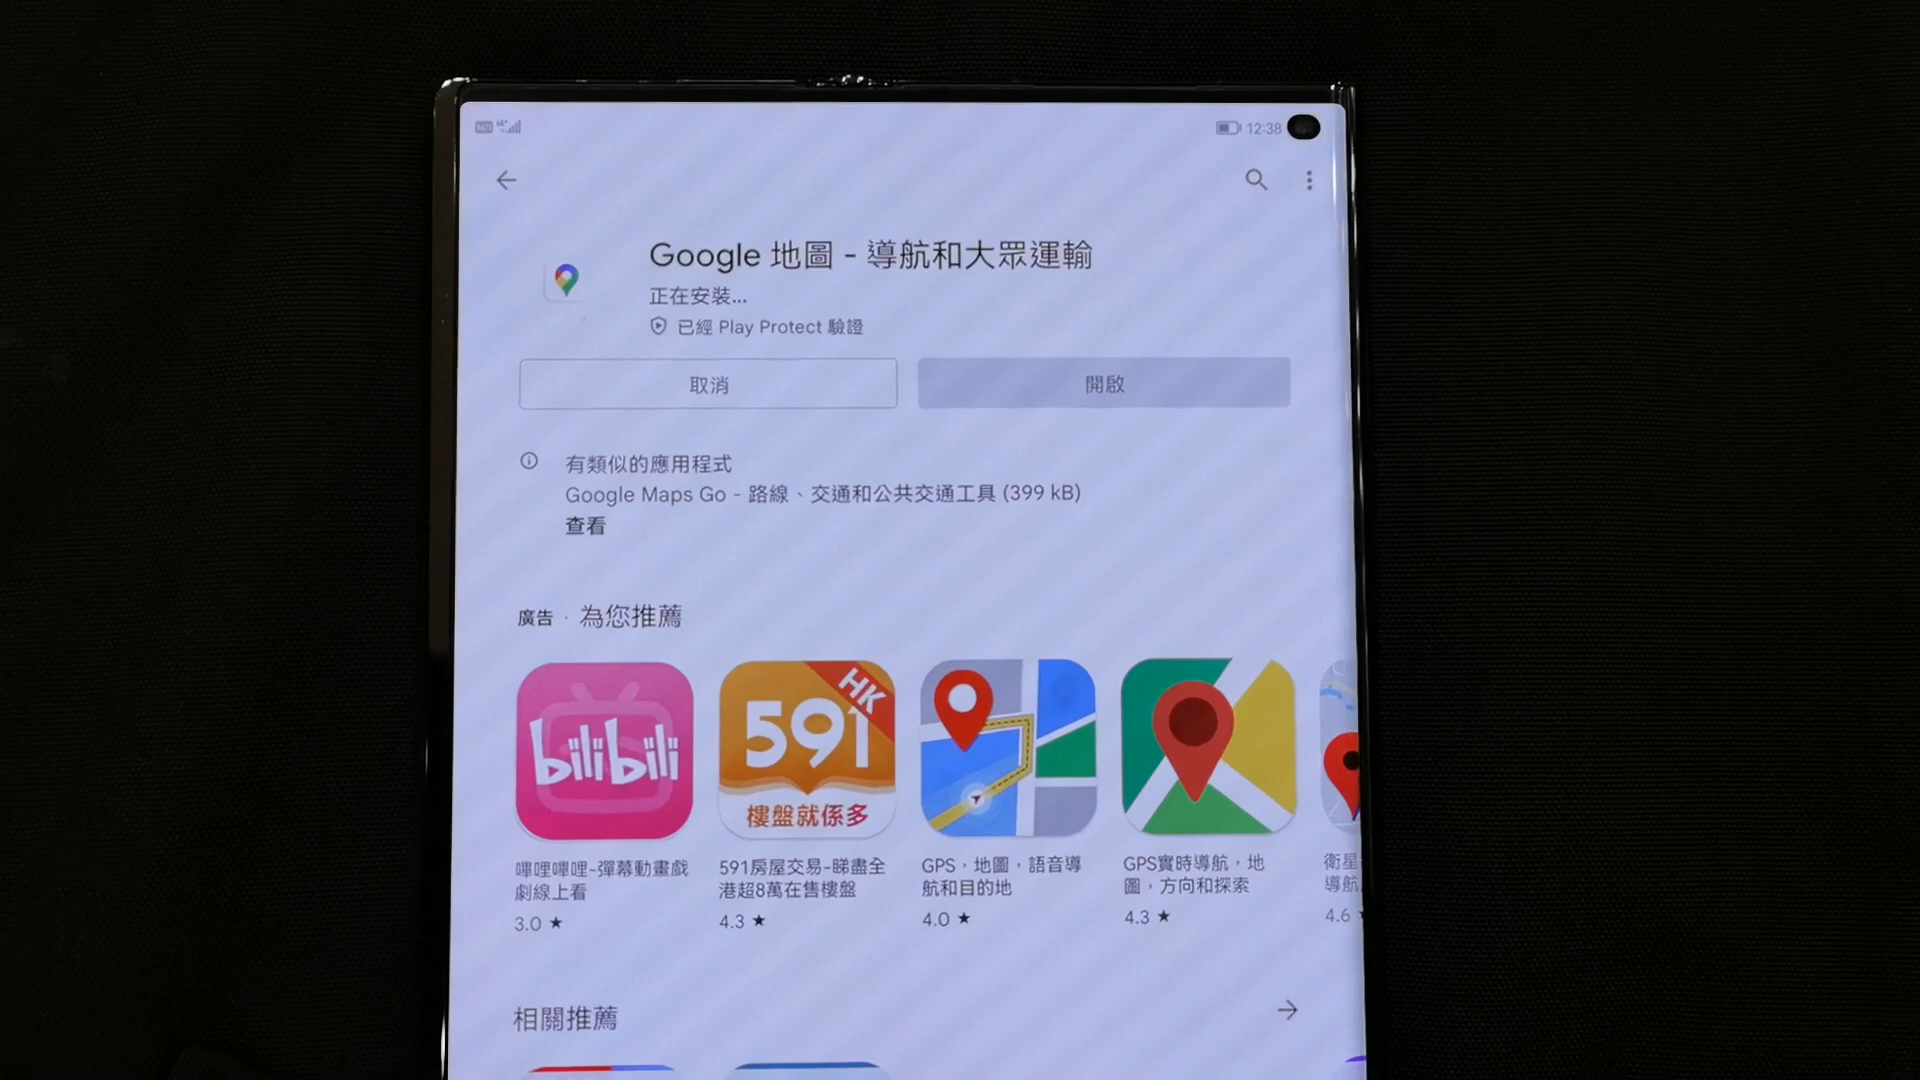 12:38
Google 地圖 - 導航和大眾運輸
正在安裝...
已經 Play Protect 驗證
取消
開啟
有類似的應用程式
Google Maps Go - 路線、交通和公共交通工具 (399 kB)
查看
廣告 · 為您推薦
bilibili
591
HK
樓盤就係多
嗶哩嗶哩-彈幕動畫戲
劇線上看
3.0 ★
591房屋交易-睇盡全
港超8萬在售樓盤
4.3 ★
GPS，地圖，語音導
航和目的地
4.0 ★
GPS實時導航，地
圖，方向和探索
4.3 ★
衛星
導航
4.6
相關推薦